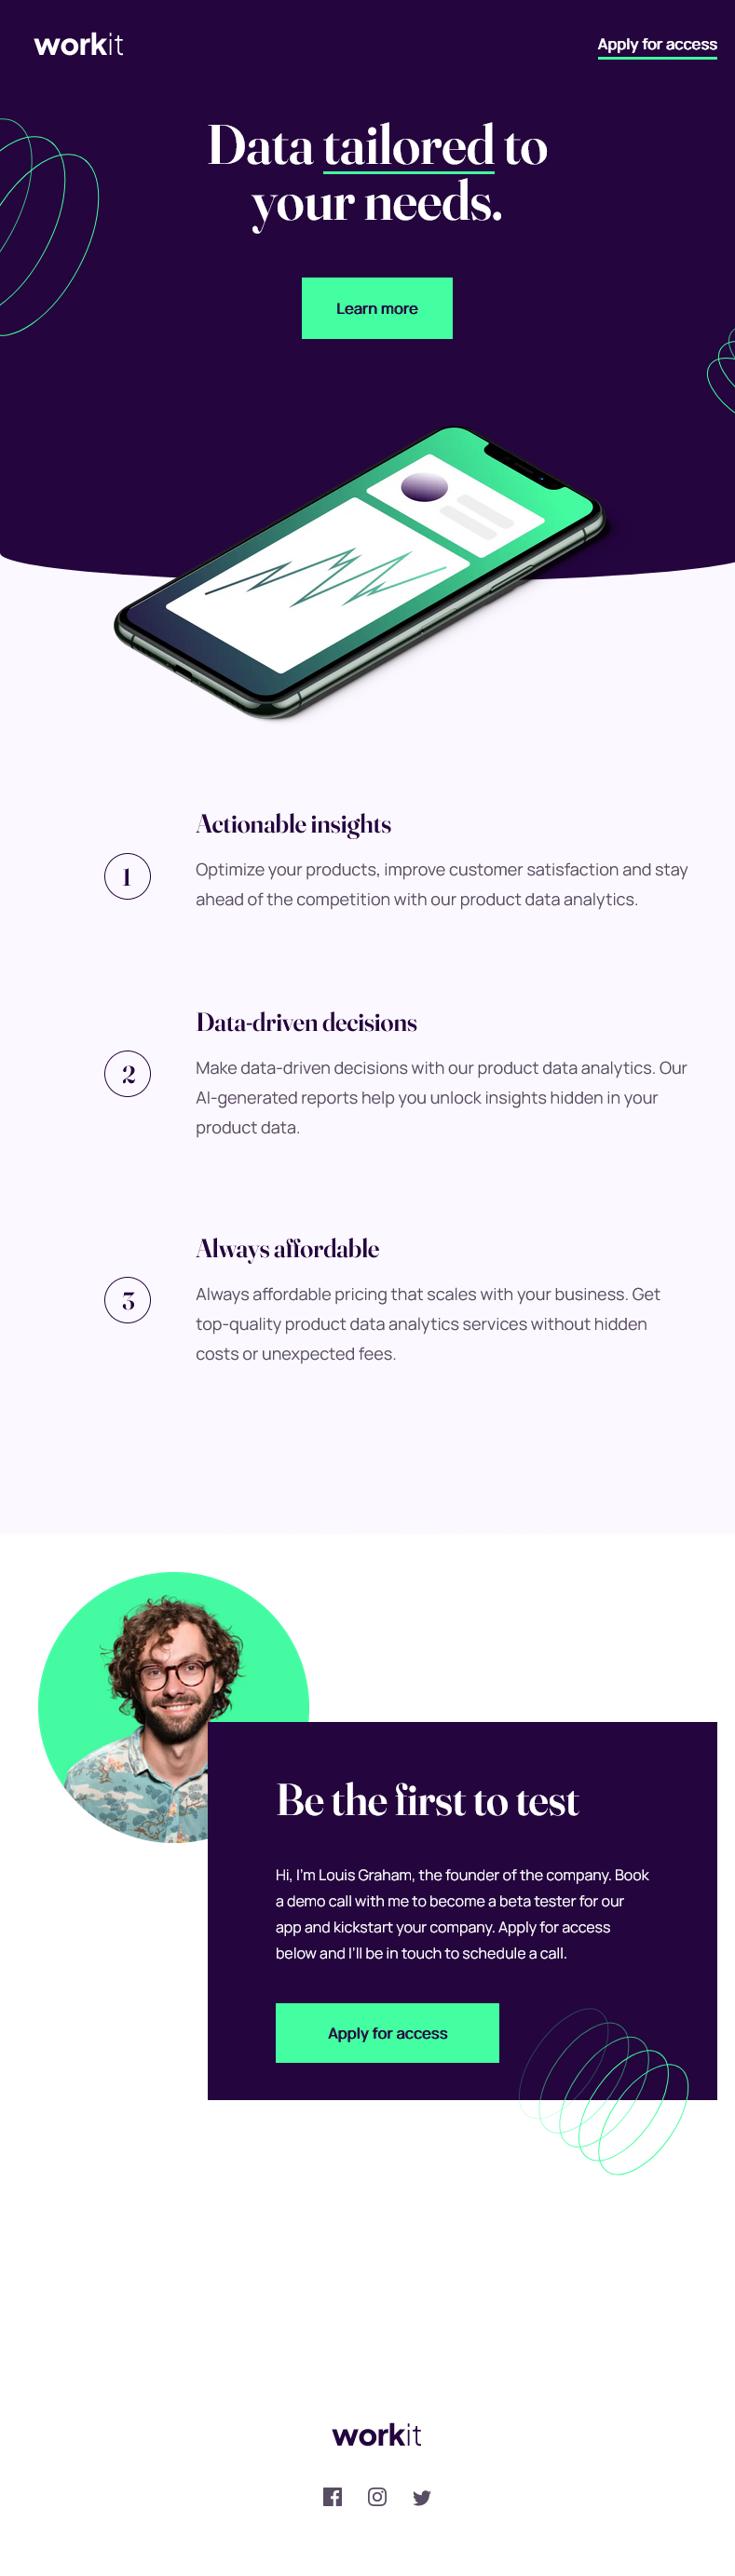 workit
Apply for access
Data tailored to
your needs.
Learn more
Actionable insights
1
Optimize your products, improve customer satisfaction and stay
ahead of the competition with our product data analytics.
Data-driven decisions
2
Make data-driven decisions with our product data analytics. Our
AI-generated reports help you unlock insights hidden in your
product data.
Always affordable
3
Always affordable pricing that scales with your business. Get
top-quality product data analytics services without hidden
costs or unexpected fees.
Be the first to test
Hi, I'm Louis Graham, the founder of the company. Book
a demo call with me to become a beta tester for our
app and kickstart your company. Apply for access
below and I'll be in touch to schedule a call.
Apply for access
workit